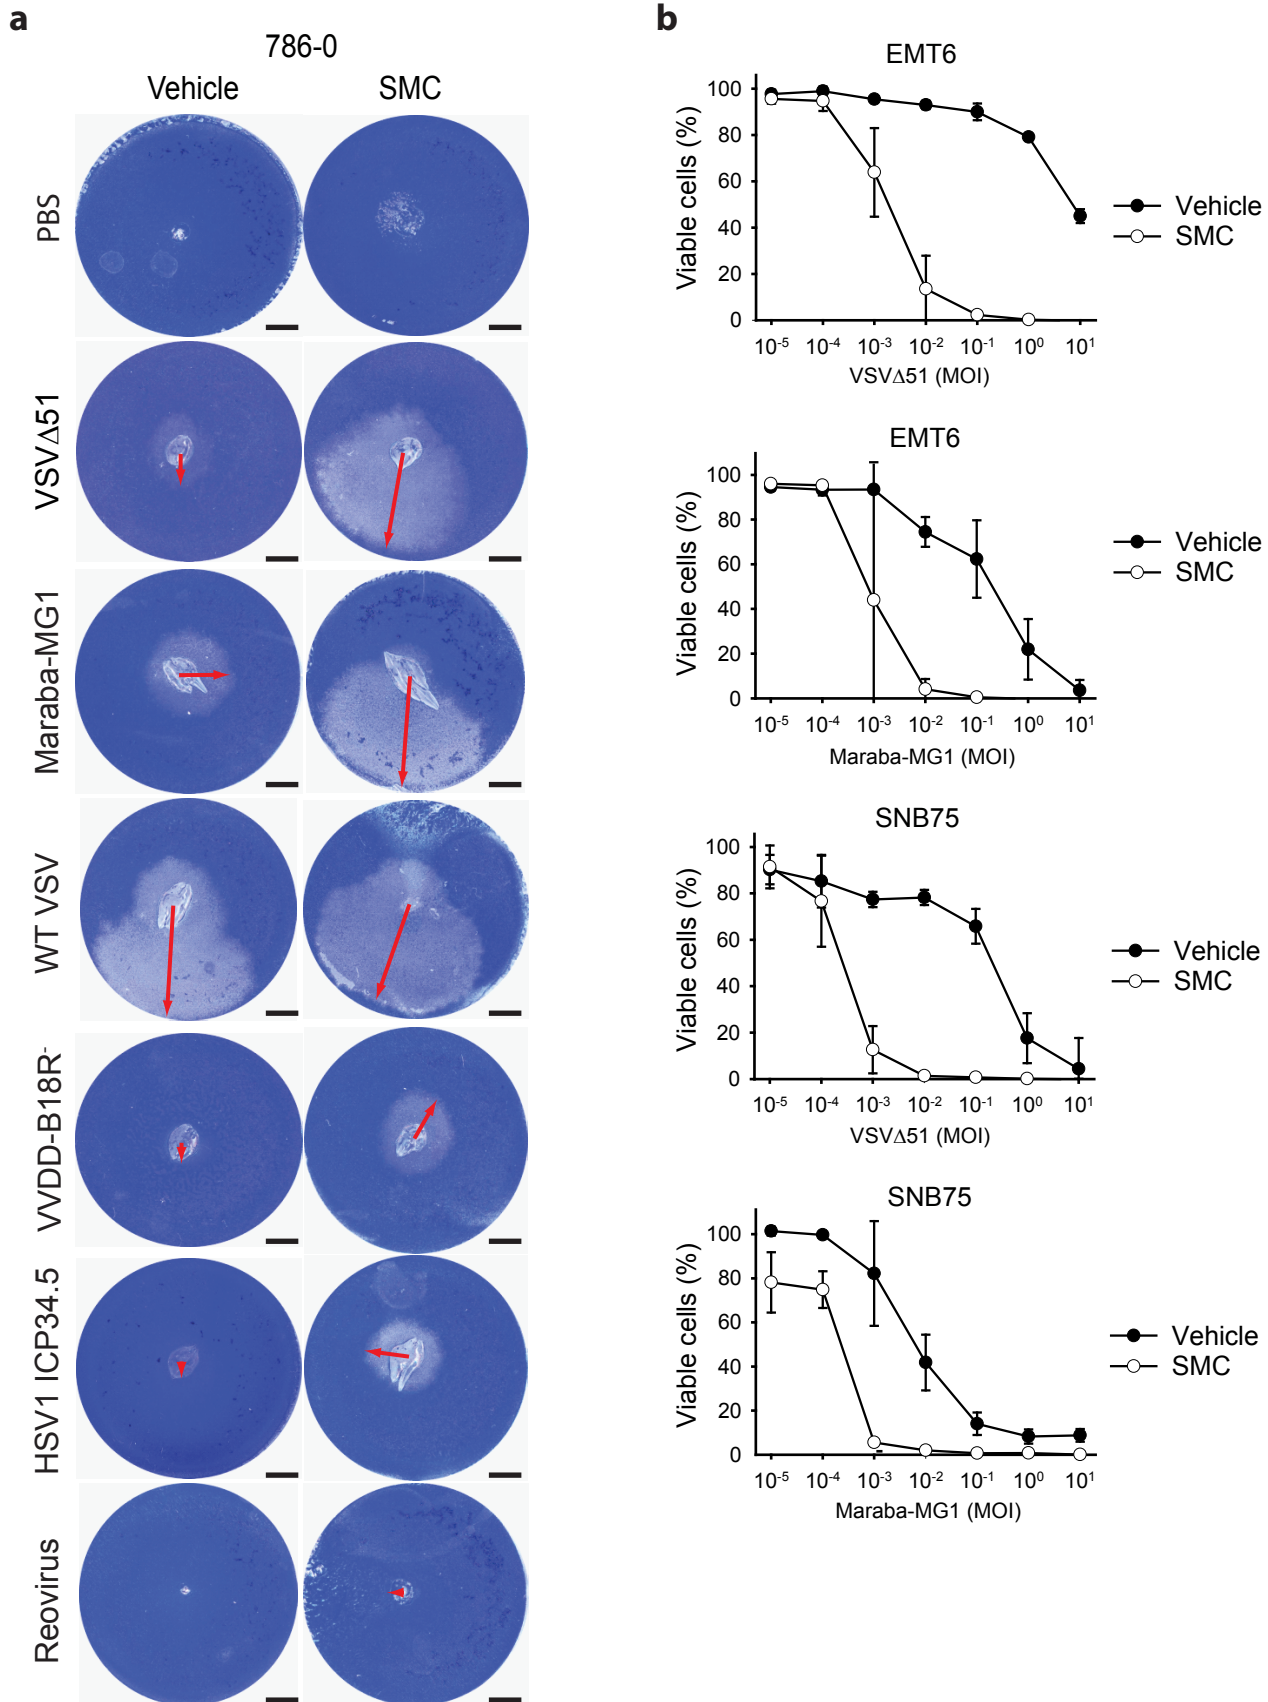 a
786-0
Vehicle SMC
PBS
VSVΔ51
Maraba-MG1
WT VSV
VVDD-B18R-
HSV1 ICP34.5
Reovirus
b
EMT6
Viable cells (%)
100
80
60
40
20
0
10-5 10-4 10-3 10-2 10-1 100 101
VSVΔ51 (MOI)
Vehicle
SMC
EMT6
Viable cells (%)
100
80
60
40
20
0
10-5 10-4 10-3 10-2 10-1 100 101
Maraba-MG1 (MOI)
Vehicle
SMC
SNB75
Viable cells (%)
100
80
60
40
20
0
10-5 10-4 10-3 10-2 10-1 100 101
VSVΔ51 (MOI)
Vehicle
SMC
SNB75
Viable cells (%)
100
80
60
40
20
0
10-5 10-4 10-3 10-2 10-1 100 101
Maraba-MG1 (MOI)
Vehicle
SMC